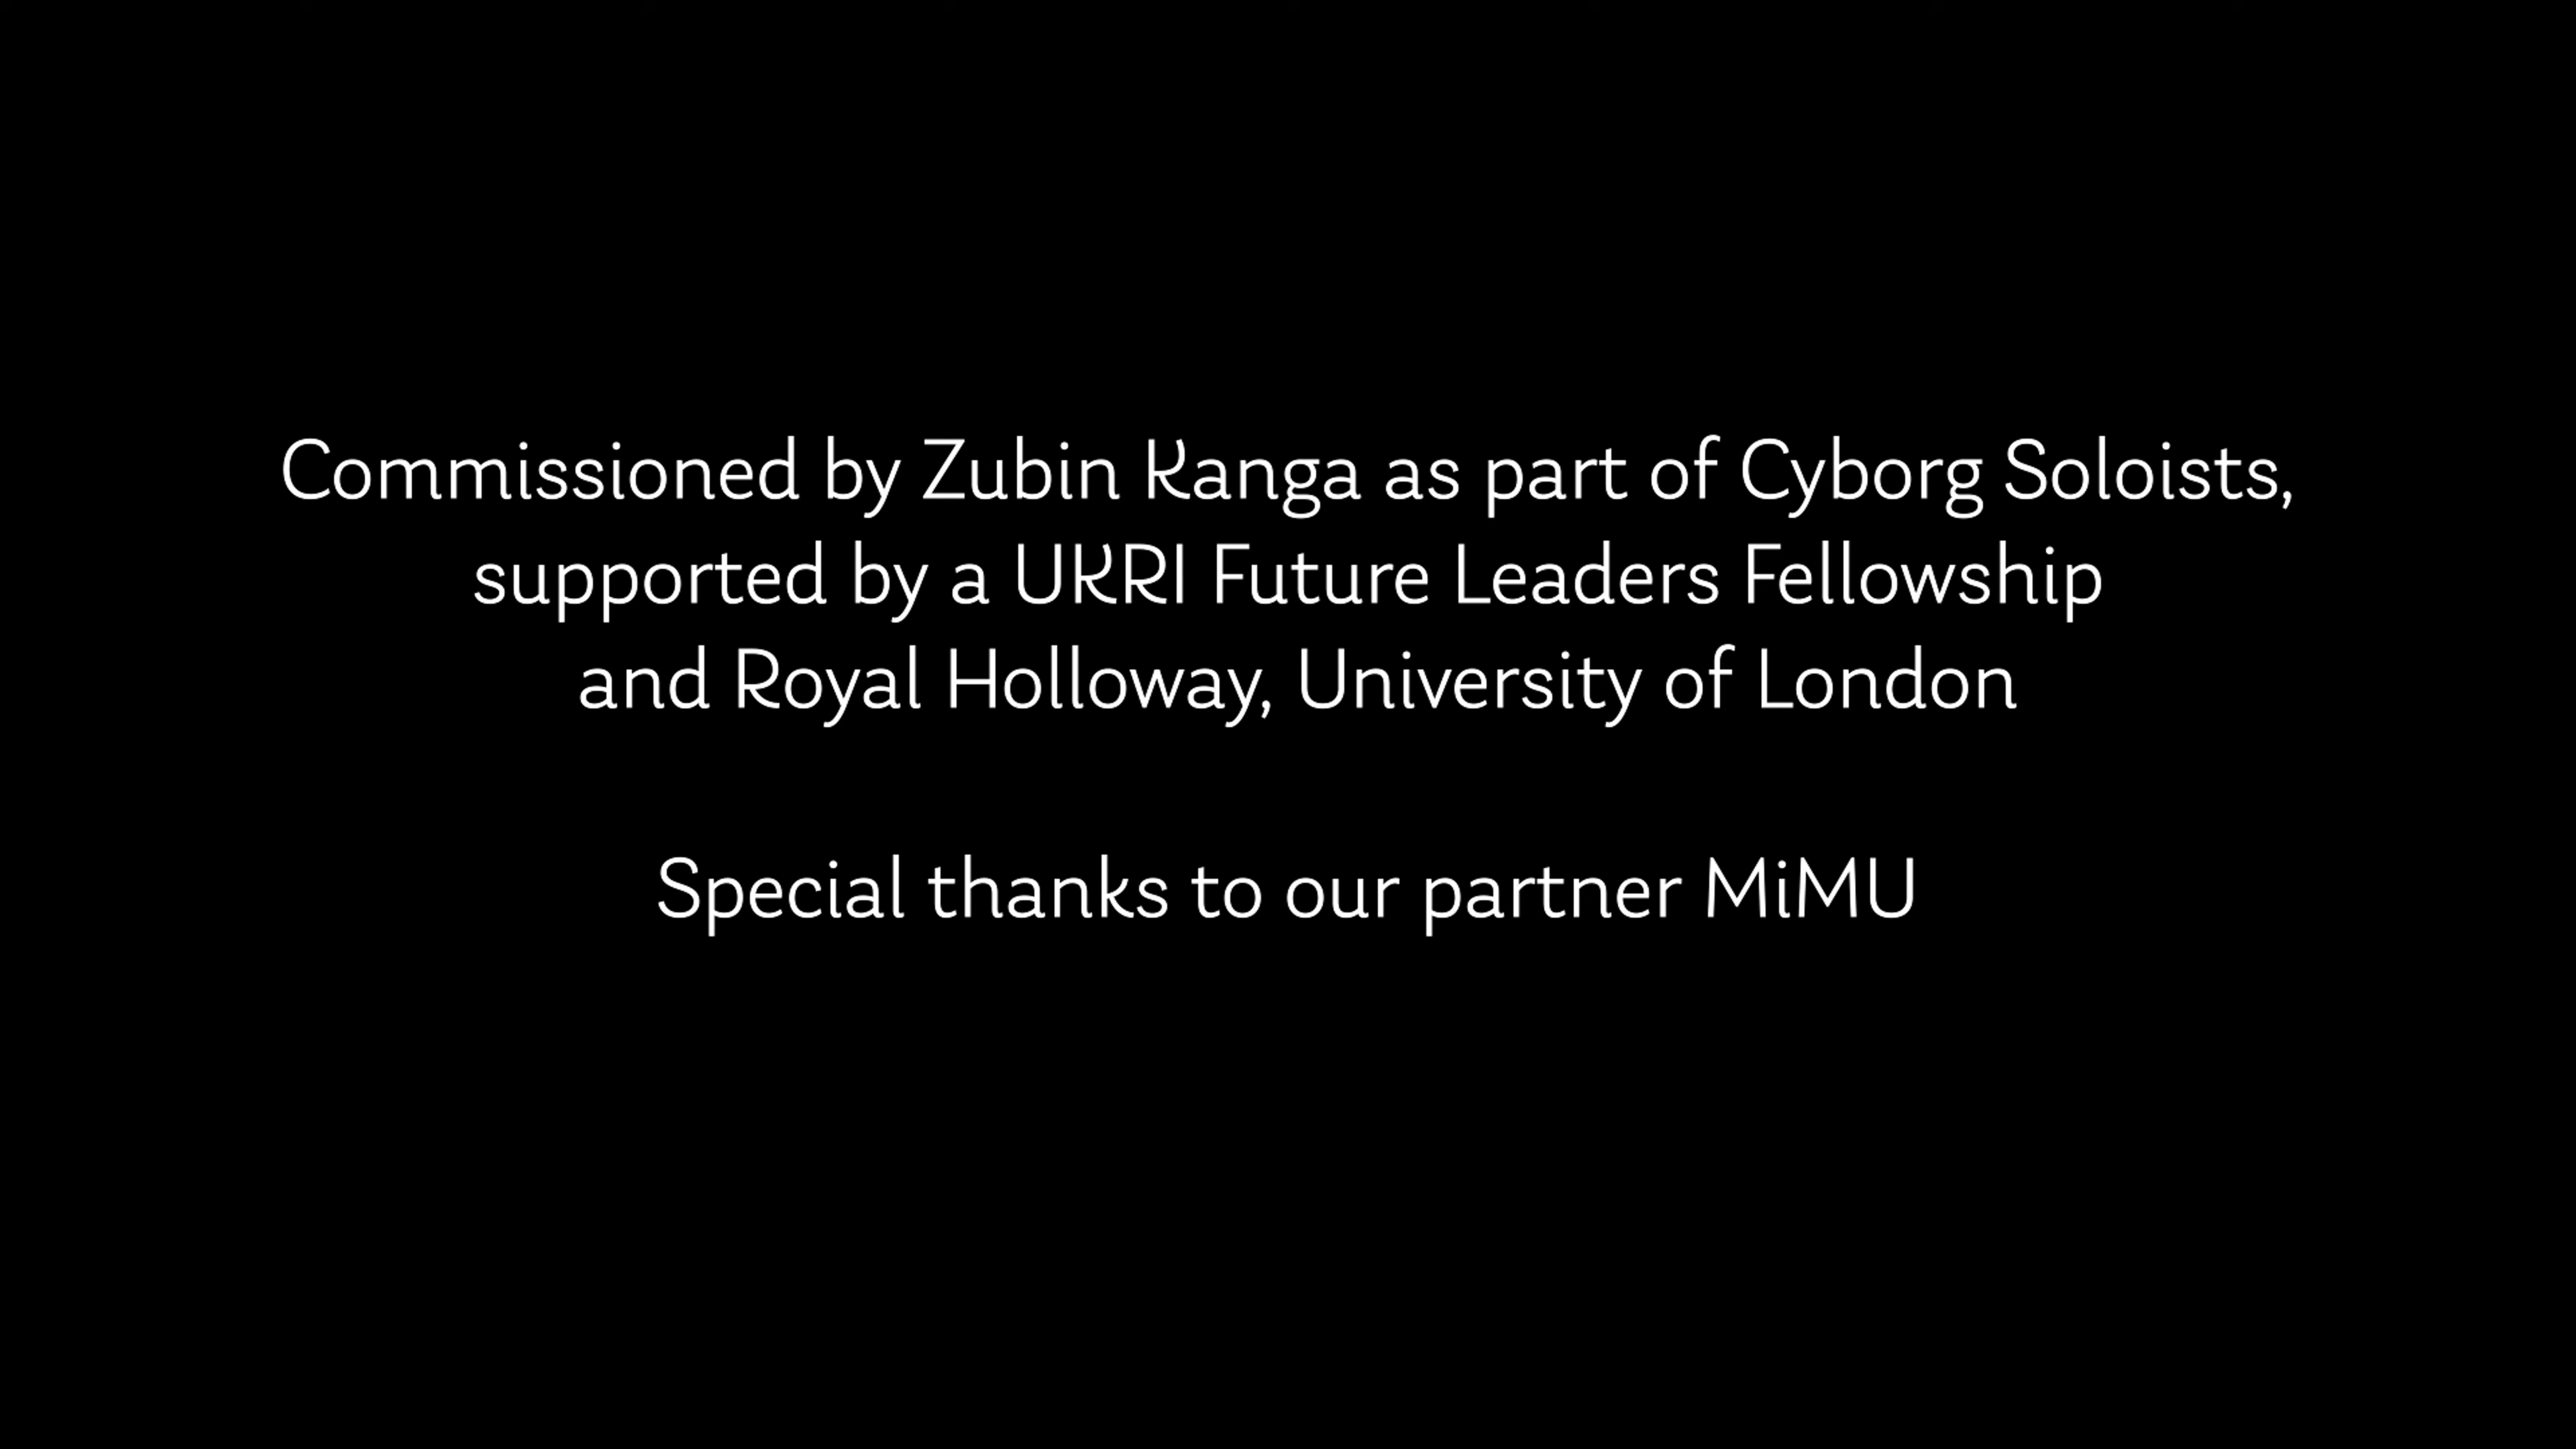 Commissioned by Zubin Kanga as part of Cyborg Soloists,
supported by a UKRI Future Leaders Fellowship
and Royal Holloway, University of London
Special thanks to our partner MiMU